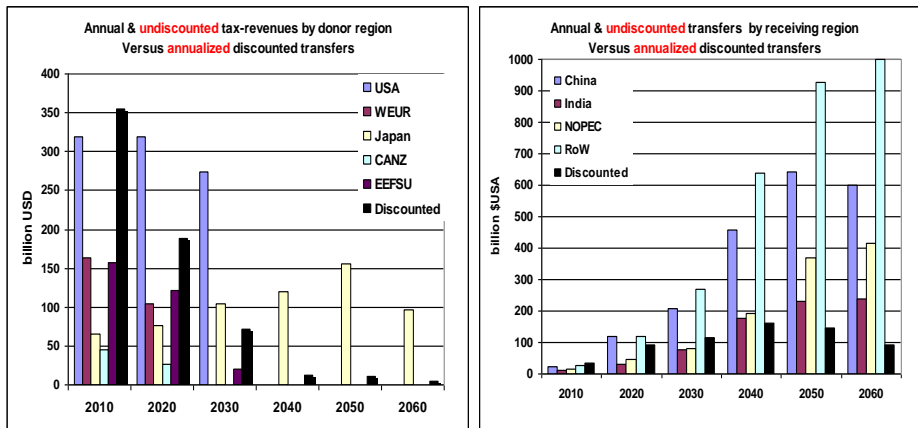 Annual & undiscounted tax-revenues by donor region
Versus annualized discounted transfers
400
350
300
250
200
150
100
50
0
billion USD
USA
WEUR
Japan
CANZ
EEFSU
Discounted
2010 2020 2030 2040 2050 2060
Annual & undiscounted transfers by receiving region
Versus annualized discounted transfers
1000
900
800
700
600
500
400
300
200
100
0
billion $USA
China
India
NOPEC
RoW
Discounted
2010 2020 2030 2040 2050 2060